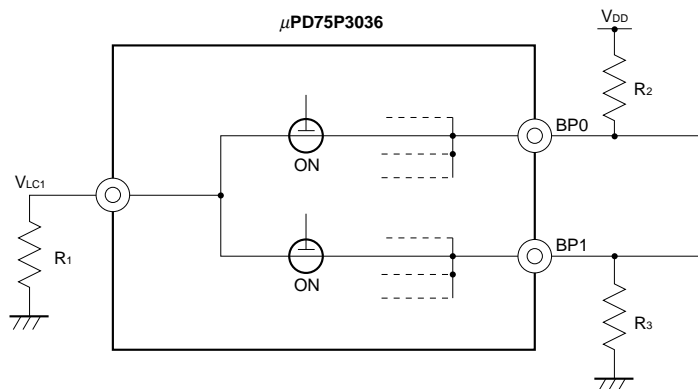 μPD75P3036
VDD
R2
BP0
ON
VLC1
R1
BP1
ON
R3